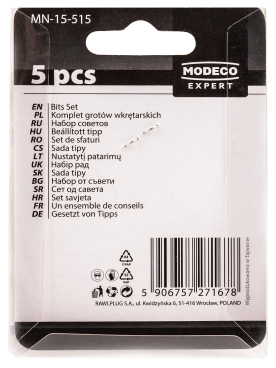 MN-15-515
5 pcs
MODECO
EXPERT
EN Bits Set
PL Komplet grotów wkrętarskich
RU Набор советов
HU Beállított tipp
RO Set de sfaturi
CS Sada tipy
LT Nustatyti patarimų
UK Набір рад
SK Sada tipy
BG Набор от съвети
SR Сет од савета
HR Set savjeta
FR Un ensemble de conseils
DE Gesetzt von Tipps
Wyprodukowano w Tajwanie
5 906757 271678
RAWLPLUG S.A., ul. Kwidzyńska 6, 51-416 Wrocław, POLAND